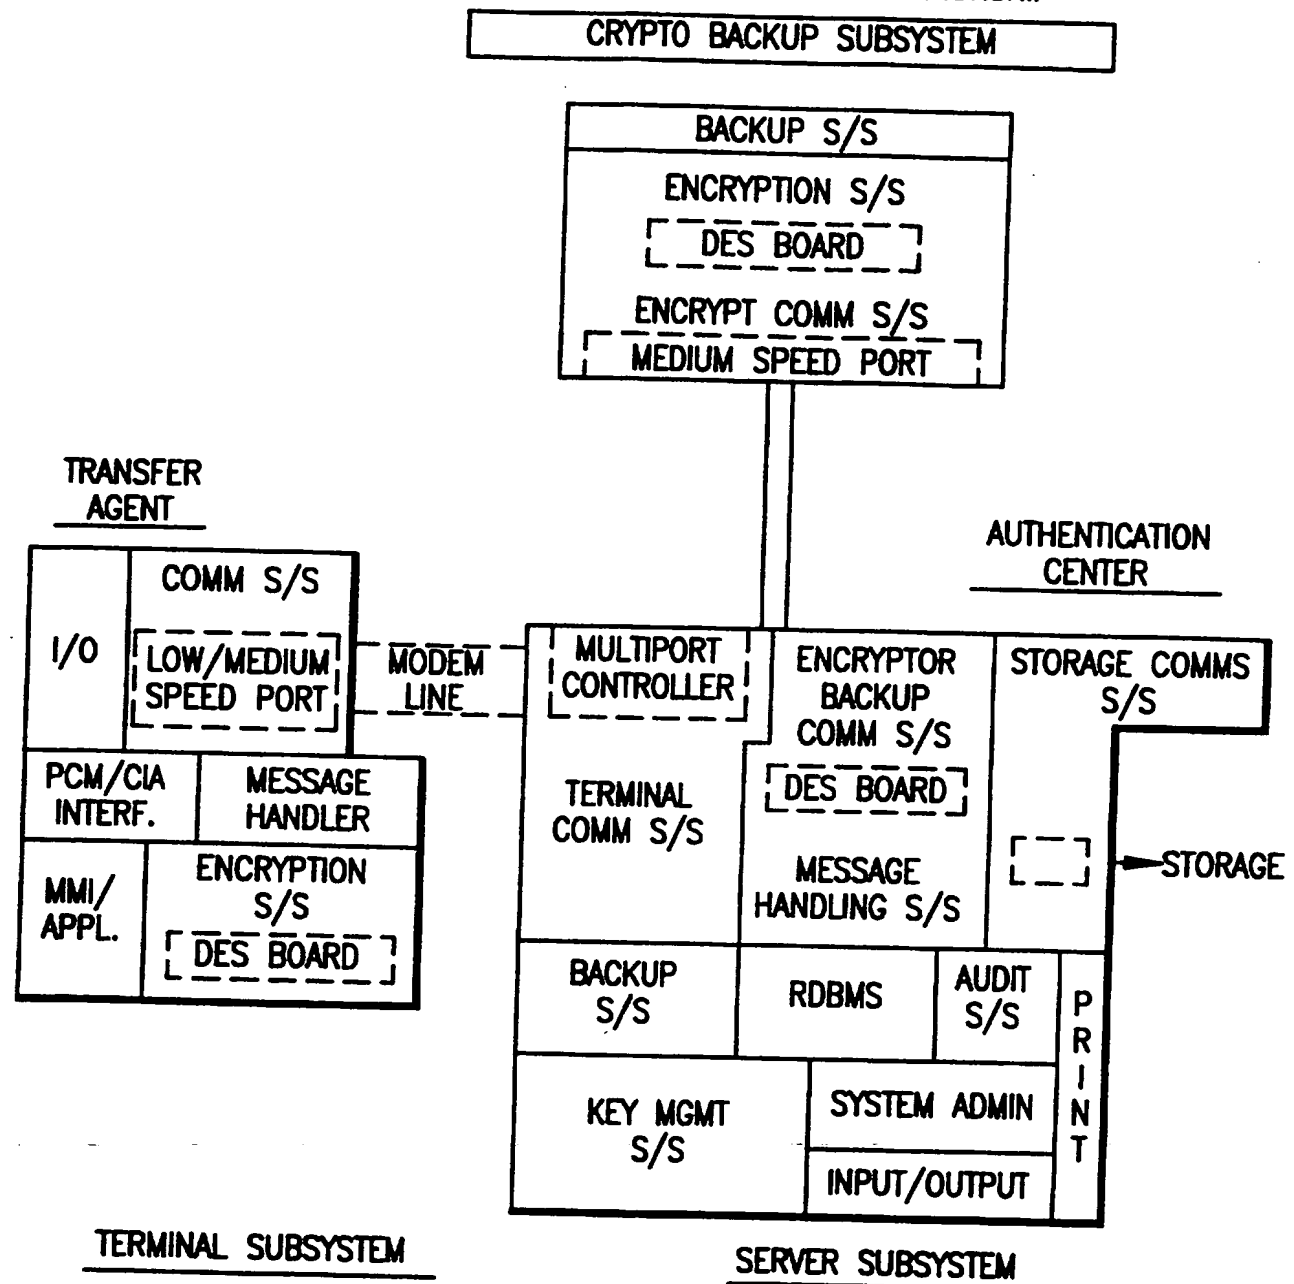 CRYPTO BACKUP SUBSYSTEM
BACKUP S/S
ENCRYPTION S/S
DES BOARD
ENCRYPT COMM S/S
MEDIUM SPEED PORT
TRANSFER
AGENT
COMM S/S
I/O
LOW/MEDIUM
SPEED PORT
MODEM
LINE
PCM/CIA
INTERF.
MESSAGE
HANDLER
MMI/
APPL.
ENCRYPTION
S/S
DES BOARD
TERMINAL SUBSYSTEM
AUTHENTICATION
CENTER
MULTIPORT
CONTROLLER
TERMINAL
COMM S/S
ENCRYPTOR
BACKUP
COMM S/S
DES BOARD
MESSAGE
HANDLING S/S
STORAGE COMMS
S/S
STORAGE
BACKUP
S/S
RDBMS
AUDIT
S/S
PRINT
KEY MGMT
S/S
SYSTEM ADMIN
INPUT/OUTPUT
SERVER SUBSYSTEM